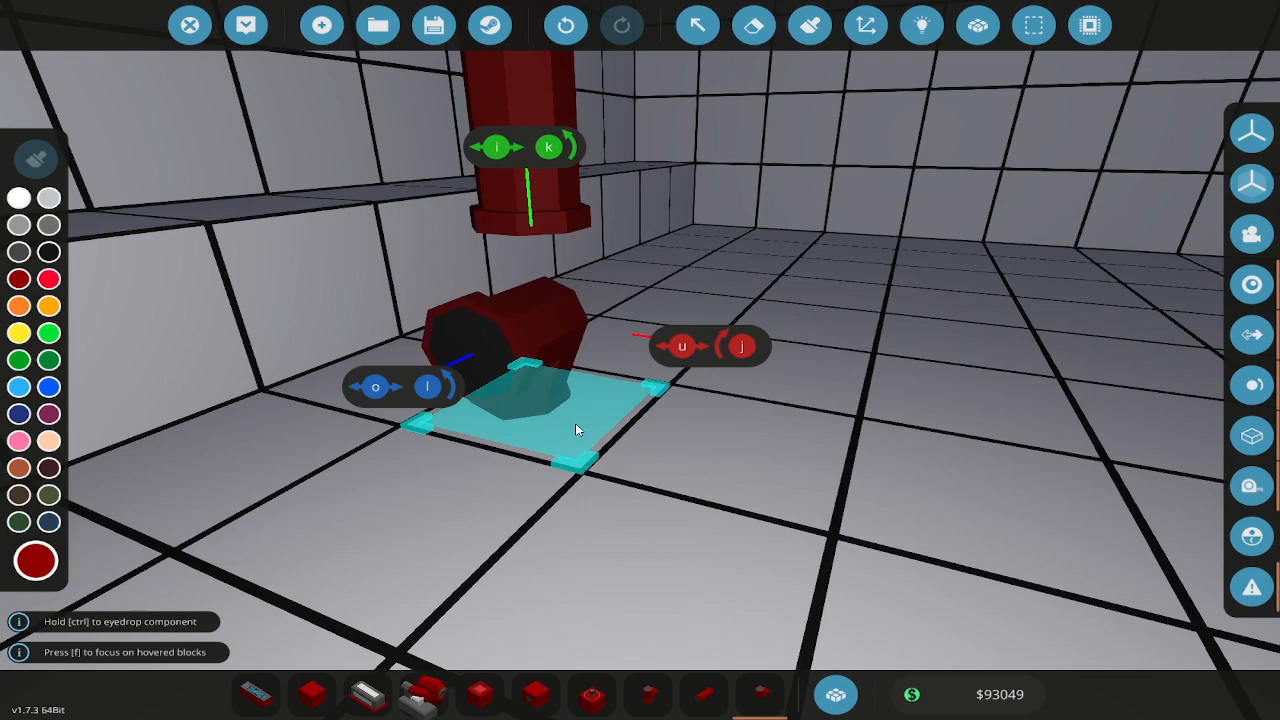 i k
u j
o l
Hold [ctrl] to eyedrop component
Press [f] to focus on hovered blocks
$ $93049
v1.7.3 64Bit